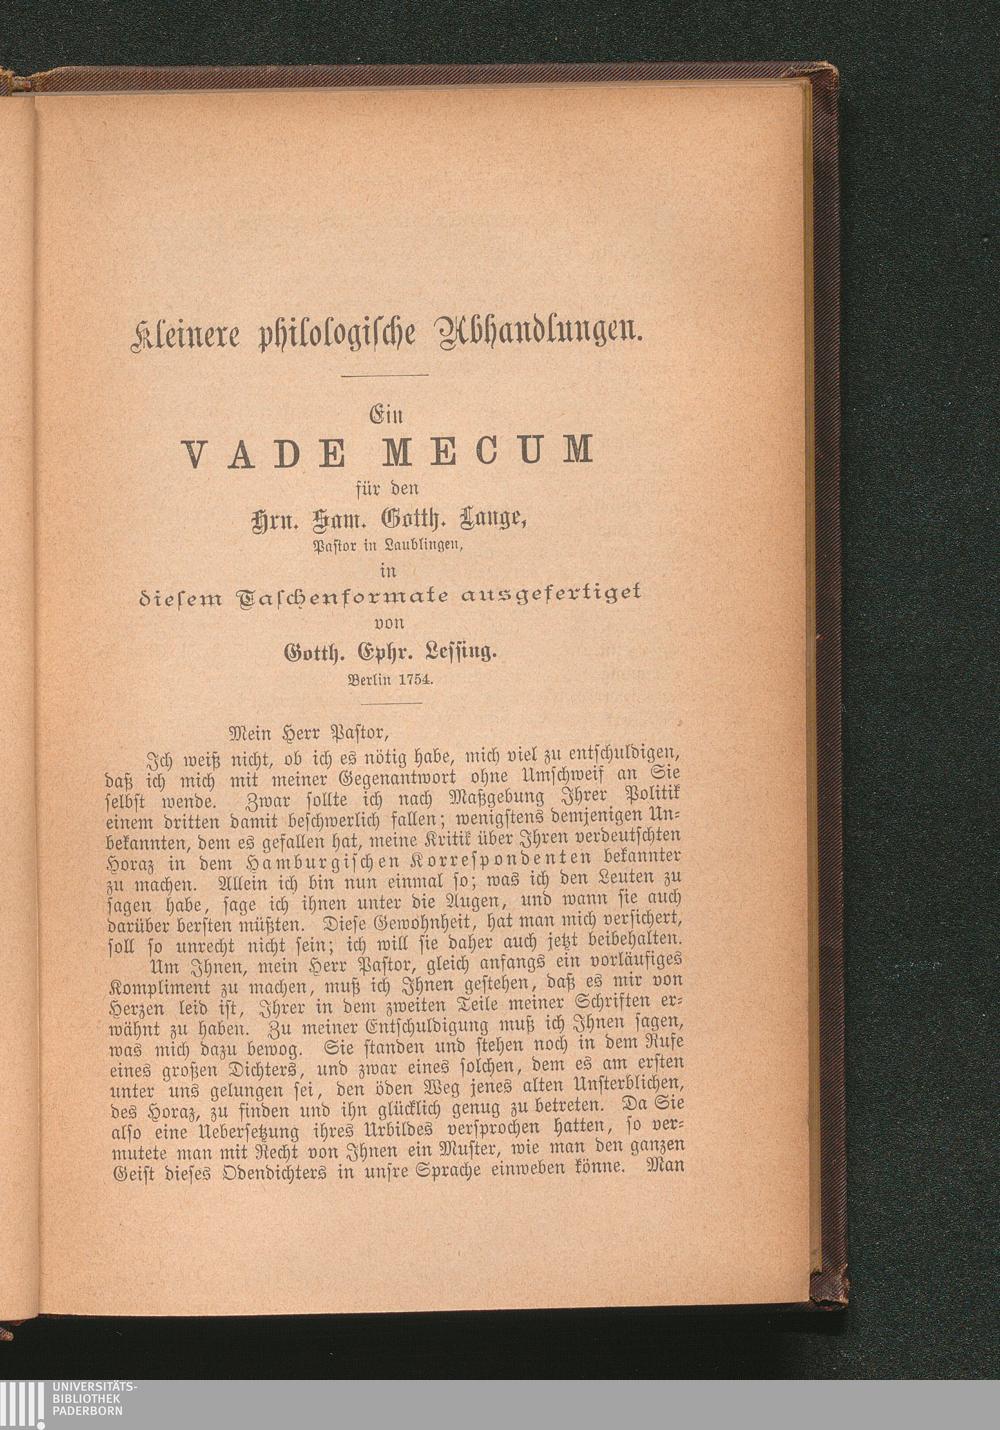 Kleinere philologische Abhandlungen.
Ein
VADE MECUM
für den
Hrn. Sam. Gotth. Lange,
Pastor in Laublingen,
in
diesem Taschenformate ausgefertiget
von
Gotth. Ephr. Lessing.
Berlin 1754.
Mein Herr Pastor,
Ich weiß nicht, ob ich es nötig habe, mich viel zu entschuldigen,
daß ich mich mit meiner Gegenantwort ohne Umschweif an Sie
selbst wende. Zwar sollte ich nach Maßgebung Ihrer Politik
einem dritten damit beschwerlich fallen; wenigstens demjenigen Un-
bekannten, dem es gefallen hat, meine Kritik über Ihren verdeutschten
Horaz in dem Hamburgischen Korrespondenten bekannter
zu machen. Allein ich bin nun einmal so; was ich den Leuten zu
sagen habe, sage ich ihnen unter die Augen, und wann sie auch
darüber bersten müßten. Diese Gewohnheit, hat man mich versichert,
soll so unrecht nicht sein; ich will sie daher auch jetzt beibehalten.
Um Ihnen, mein Herr Pastor, gleich anfangs ein vorläufiges
Kompliment zu machen, muß ich Ihnen gestehen, daß es mir von
Herzen leid ist, Ihrer in dem zweiten Teile meiner Schriften er-
wähnt zu haben. Zu meiner Entschuldigung muß ich Ihnen sagen,
was mich dazu bewog. Sie standen und stehen noch in dem Rufe
eines großen Dichters, und zwar eines solchen, dem es am ersten
unter uns gelungen sei, den öden Weg jenes alten Unsterblichen,
des Horaz, zu finden und ihn glücklich genug zu betreten. Da Sie
also eine Uebersetzung ihres Urbildes versprochen hatten, so ver-
mutete man mit Recht von Ihnen ein Muster, wie man den ganzen
Geist dieses Odendichters in unsre Sprache einweben könne. Man
UNIVERSITÄTS-
BIBLIOTHEK
PADERBORN